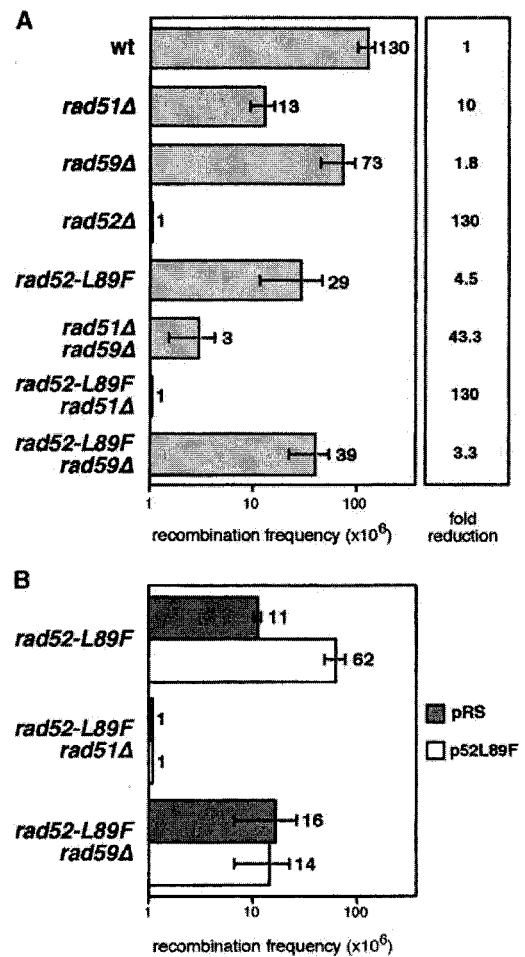 A
wt 130 1
rad51Δ 13 10
rad59Δ 73 1.8
rad52Δ 1 130
rad52-L89F 29 4.5
rad51Δ
rad59Δ 3 43.3
rad52-L89F
rad51Δ 1 130
rad52-L89F
rad59Δ 39 3.3
1 10 100
recombination frequency (x10⁶)
fold
reduction
B
rad52-L89F 11
62
rad52-L89F
rad51Δ 1
1
pRS
p52L89F
rad52-L89F
rad59Δ 16
14
1 10 100
recombination frequency (x10⁶)